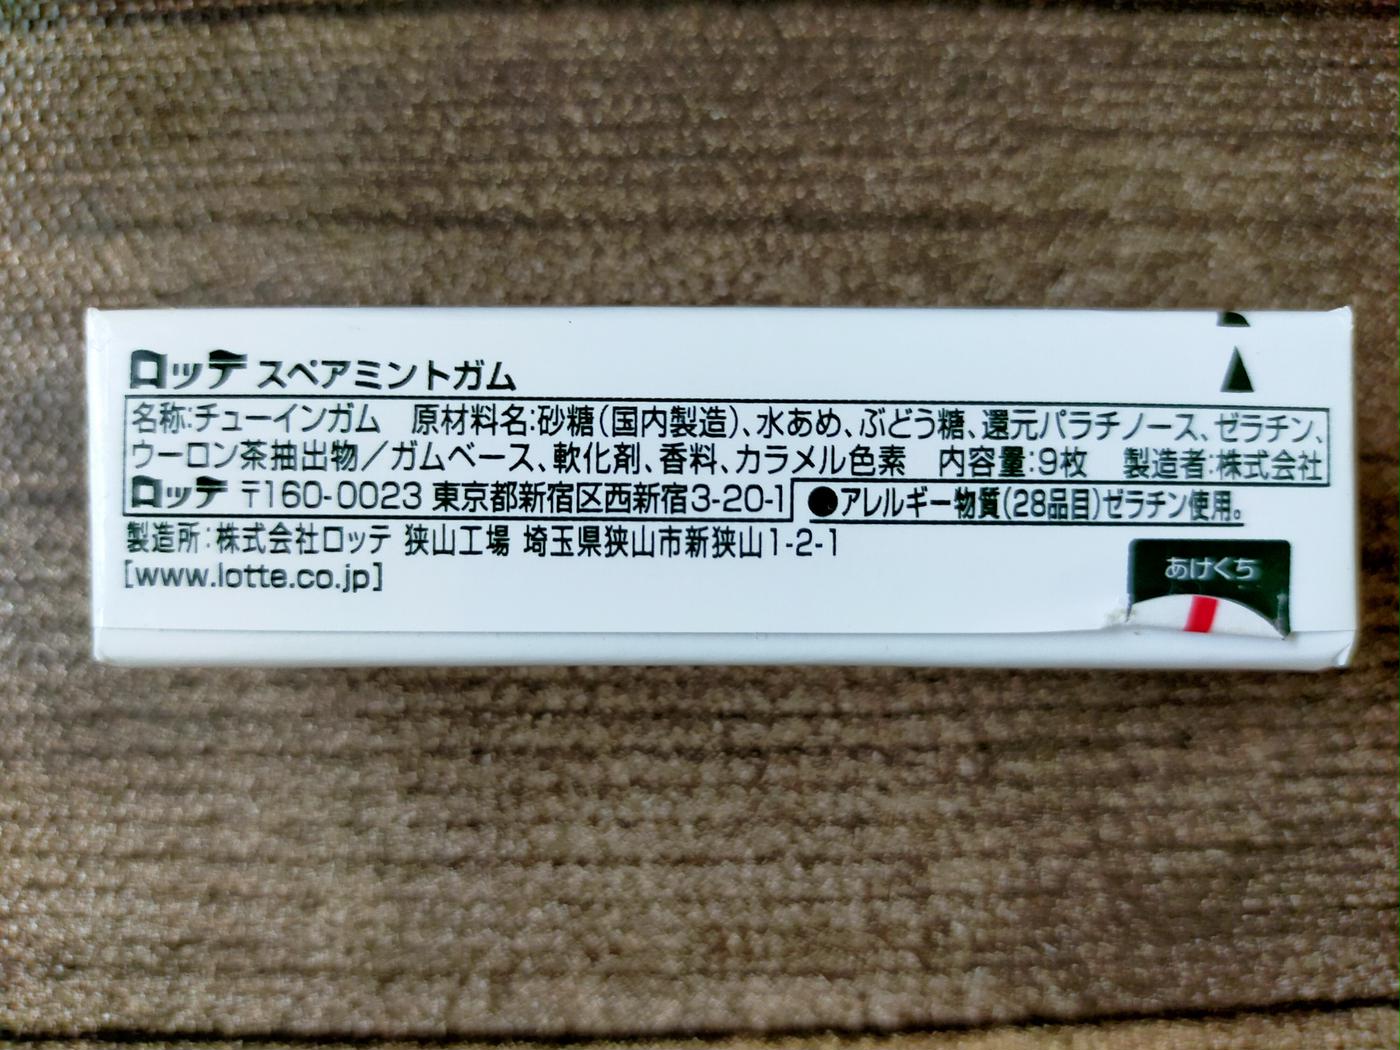 ロッテ スペアミントガム
名称:チューインガム 原材料名:砂糖(国内製造)、水あめ、ぶどう糖、還元パラチノース、ゼラチン、
ウーロン茶抽出物/ガムベース、軟化剤、香料、カラメル色素 内容量:9枚 製造者:株式会社
ロッテ 〒160-0023 東京都新宿区西新宿3-20-1
●アレルギー物質(28品目)ゼラチン使用。
製造所:株式会社ロッテ 狭山工場 埼玉県狭山市新狭山1-2-1
[www.lotte.co.jp]
あけくち